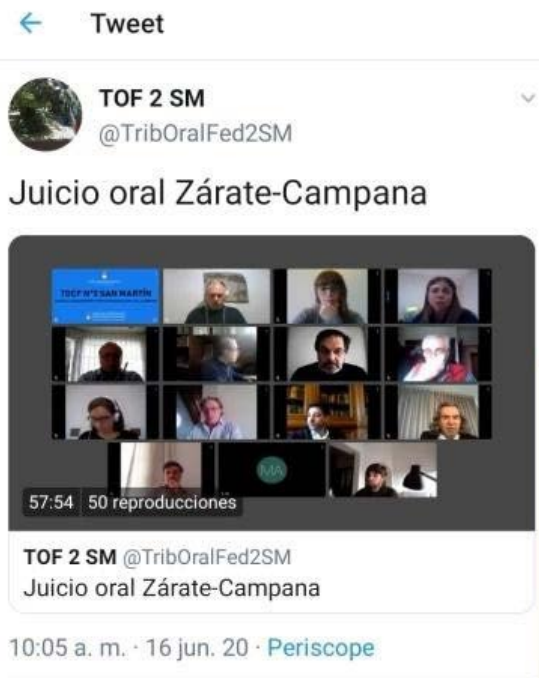 Tweet
TOF 2 SM
@TribOralFed2SM
Juicio oral Zárate-Campana
TOCF Nº2 SAN MARTÍN
MA
57:54 50 reproducciones
TOF 2 SM @TribOralFed2SM
Juicio oral Zárate-Campana
10:05 a. m. · 16 jun. 20 · Periscope